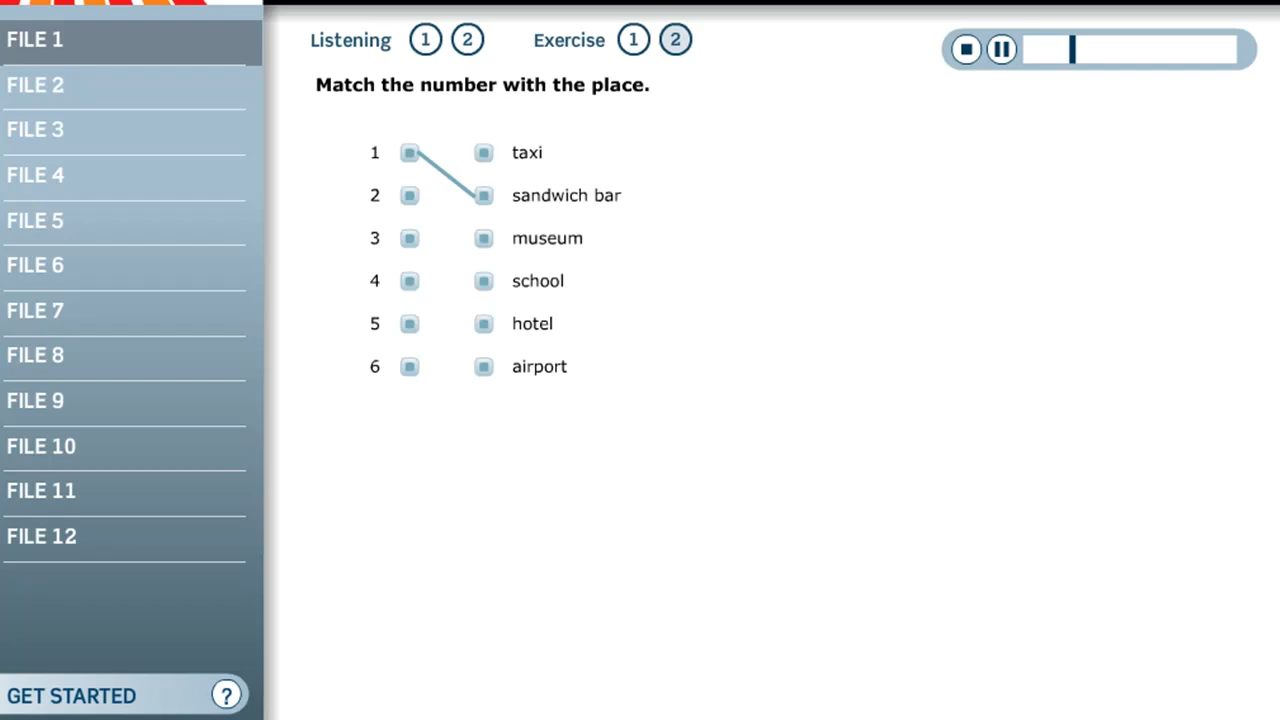 FILE 1
FILE 2
FILE 3
FILE 4
FILE 5
FILE 6
FILE 7
FILE 8
FILE 9
FILE 10
FILE 11
FILE 12
GET STARTED ?
Listening 1 2 Exercise 1 2
Match the number with the place.
1 taxi
2 sandwich bar
3 museum
4 school
5 hotel
6 airport